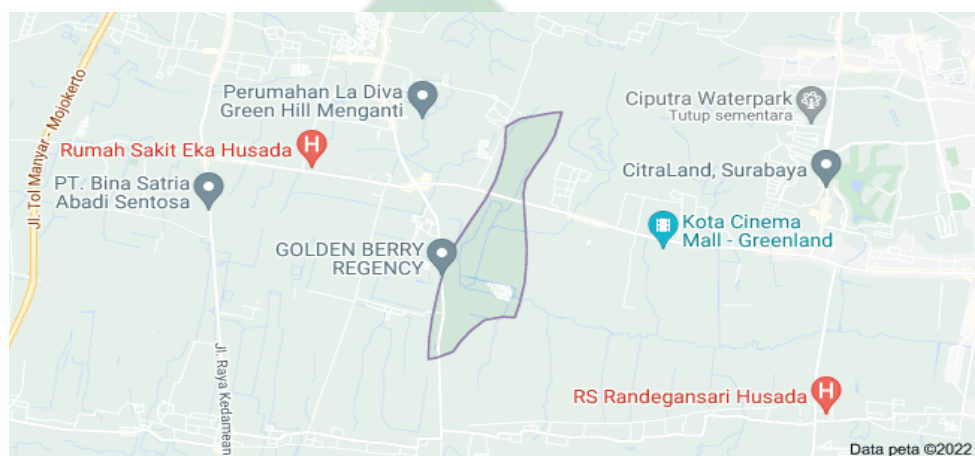 Jl. Tol Manyar - Mojokerto
Perumahan La Diva
Green Hill Menganti
Rumah Sakit Eka Husada
PT. Bina Satria
Abadi Sentosa
GOLDEN BERRY
REGENCY
Jl. Raya Kedamean
Ciputra Waterpark
Tutup sementara
CitraLand, Surabaya
Kota Cinema
Mall - Greenland
RS Randegansari Husada
H
H
Data peta ©2022